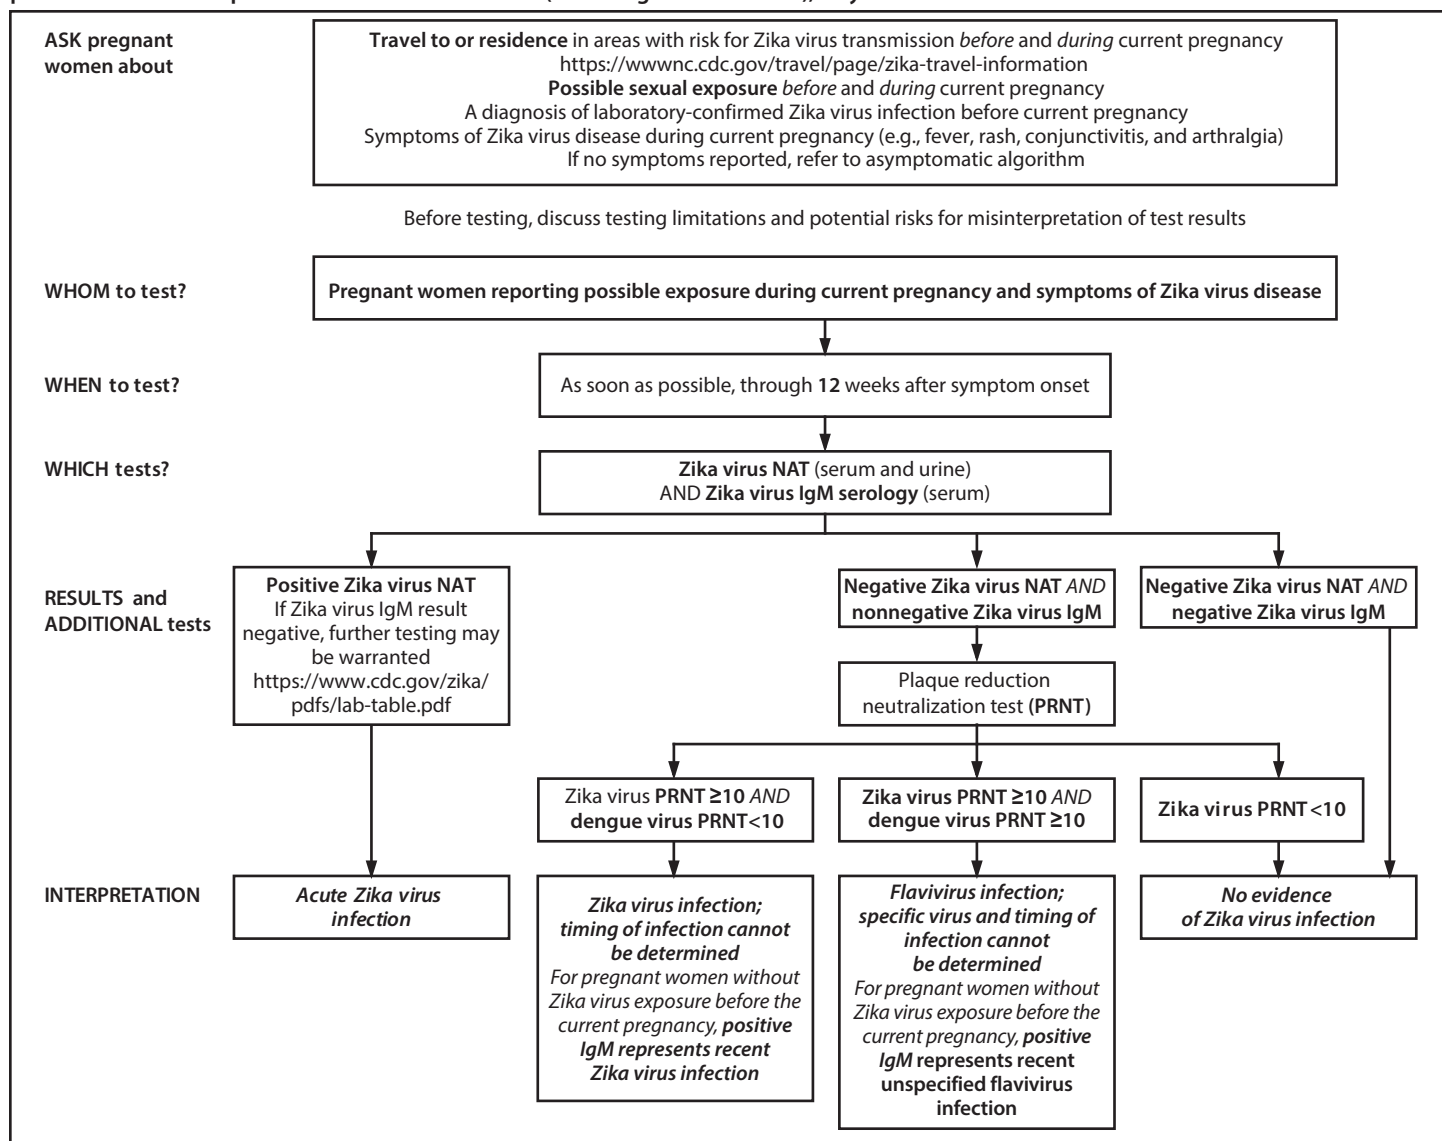 ASK pregnant
women about
Travel to or residence in areas with risk for Zika virus transmission before and during current pregnancy
https://wwwnc.cdc.gov/travel/page/zika-travel-information
Possible sexual exposure before and during current pregnancy
A diagnosis of laboratory-confirmed Zika virus infection before current pregnancy
Symptoms of Zika virus disease during current pregnancy (e.g., fever, rash, conjunctivitis, and arthralgia)
If no symptoms reported, refer to asymptomatic algorithm
Before testing, discuss testing limitations and potential risks for misinterpretation of test results
WHOM to test?
Pregnant women reporting possible exposure during current pregnancy and symptoms of Zika virus disease
WHEN to test?
As soon as possible, through 12 weeks after symptom onset
WHICH tests?
Zika virus NAT (serum and urine)
AND Zika virus IgM serology (serum)
RESULTS and
ADDITIONAL tests
Positive Zika virus NAT
If Zika virus IgM result
negative, further testing may
be warranted
https://www.cdc.gov/zika/
pdfs/lab-table.pdf
Negative Zika virus NAT AND
nonnegative Zika virus IgM
Negative Zika virus NAT AND
negative Zika virus IgM
Plaque reduction
neutralization test (PRNT)
Zika virus PRNT ≥10 AND
dengue virus PRNT<10
Zika virus PRNT ≥10 AND
dengue virus PRNT ≥10
Zika virus PRNT<10
INTERPRETATION
Acute Zika virus
infection
Zika virus infection;
timing of infection cannot
be determined
For pregnant women without
Zika virus exposure before the
current pregnancy, positive
IgM represents recent
Zika virus infection
Flavivirus infection;
specific virus and timing of
infection cannot
be determined
For pregnant women without
Zika virus exposure before the
current pregnancy, positive
IgM represents recent
unspecified flavivirus
infection
No evidence
of Zika virus infection